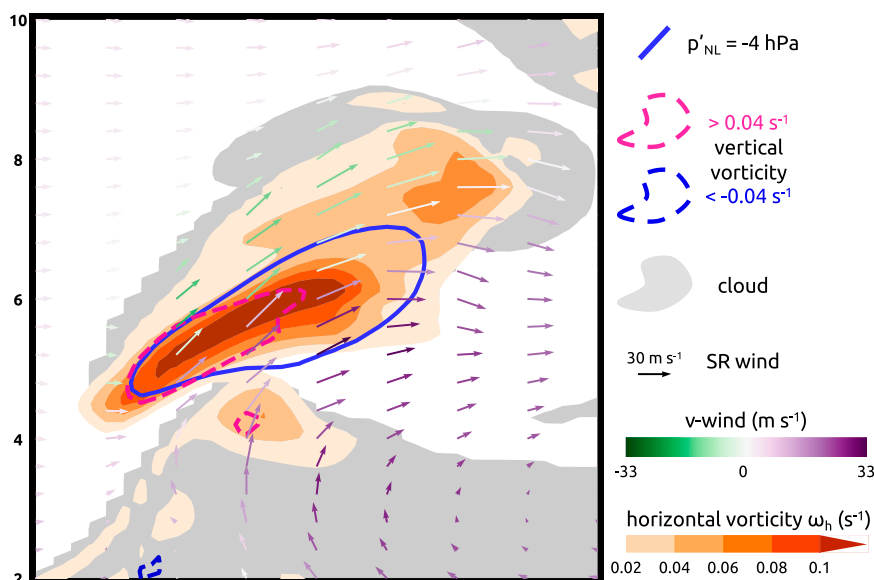 10
8
6
4
2
p'NL = -4 hPa
> 0.04 s-1
vertical
vorticity
< -0.04 s-1
cloud
30 m s-1
SR wind
v-wind (m s-1)
-33 0 33
horizontal vorticity ωh (s-1)
0.02 0.04 0.06 0.08 0.1